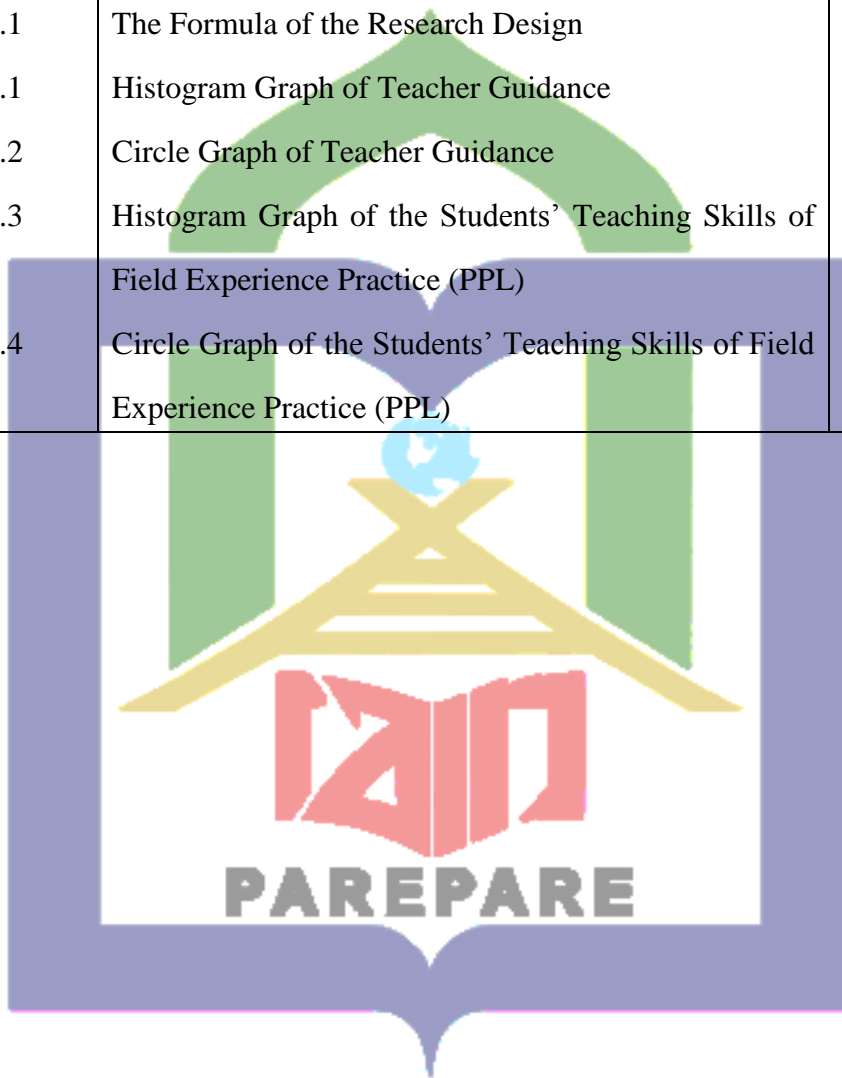 .1 The Formula of the Research Design
.1 Histogram Graph of Teacher Guidance
.2 Circle Graph of Teacher Guidance
.3 Histogram Graph of the Students’ Teaching Skills of
Field Experience Practice (PPL)
.4 Circle Graph of the Students’ Teaching Skills of Field
Experience Practice (PPL)
iain
PAREPARE